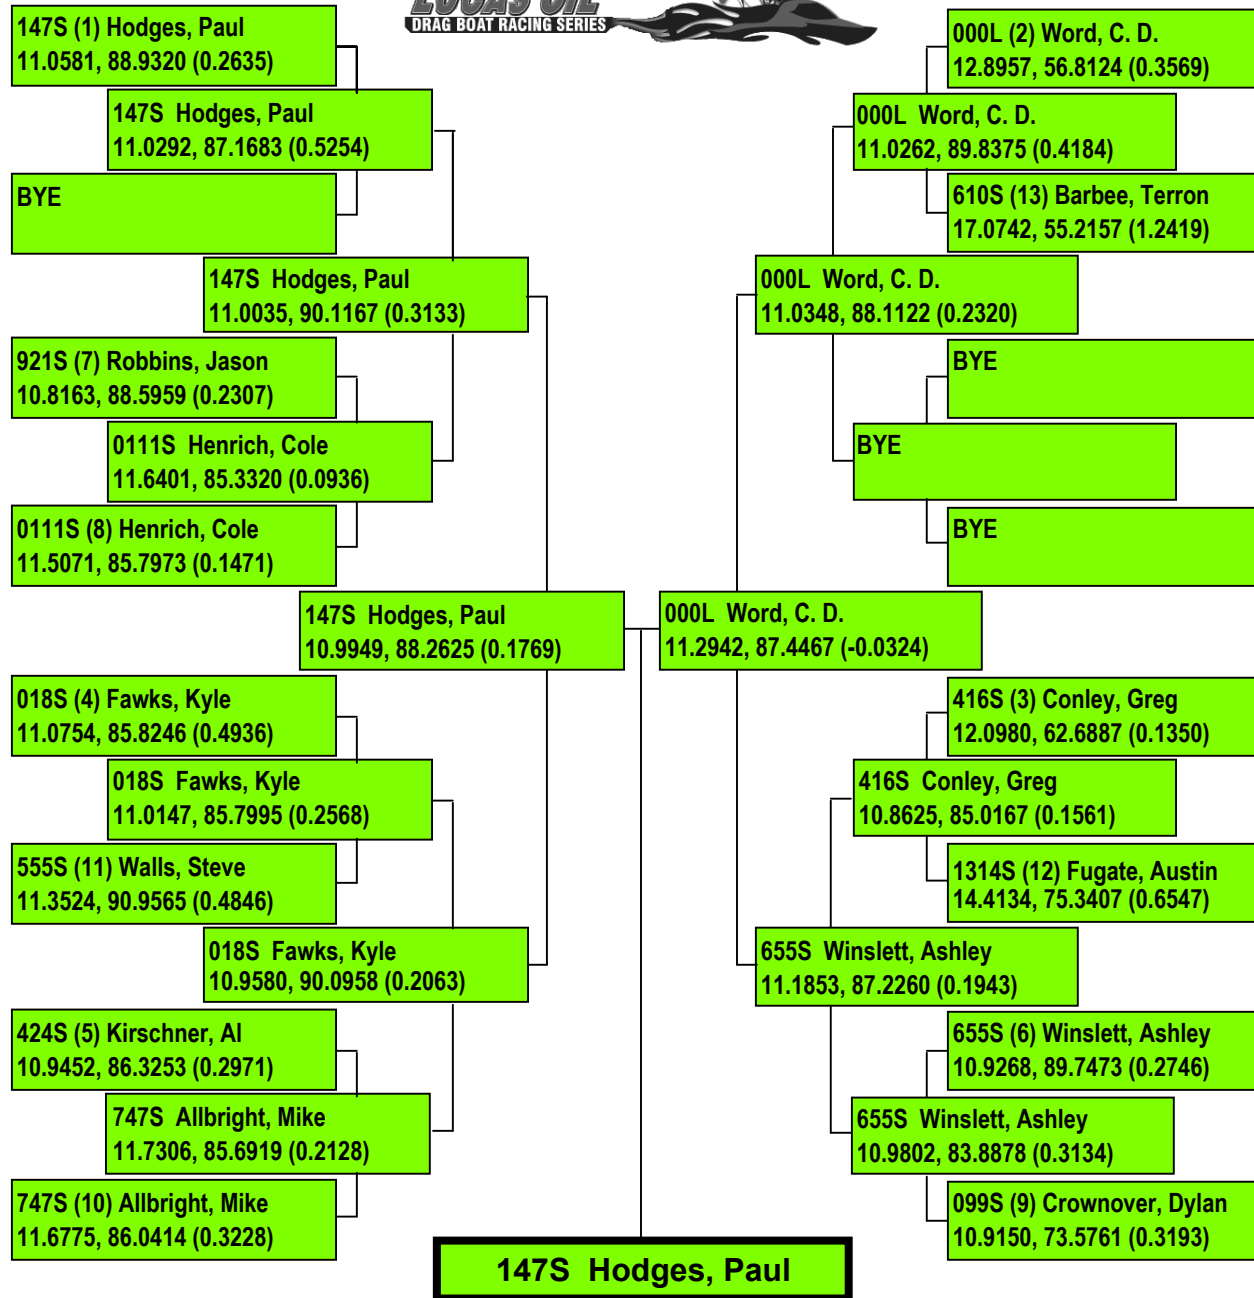 LUCAS OIL
DRAG BOAT RACING SERIES
147S (1) Hodges, Paul
11.0581, 88.9320 (0.2635)
147S Hodges, Paul
11.0292, 87.1683 (0.5254)
BYE
147S Hodges, Paul
11.0035, 90.1167 (0.3133)
921S (7) Robbins, Jason
10.8163, 88.5959 (0.2307)
0111S Henrich, Cole
11.6401, 85.3320 (0.0936)
0111S (8) Henrich, Cole
11.5071, 85.7973 (0.1471)
147S Hodges, Paul
10.9949, 88.2625 (0.1769)
018S (4) Fawks, Kyle
11.0754, 85.8246 (0.4936)
018S Fawks, Kyle
11.0147, 85.7995 (0.2568)
555S (11) Walls, Steve
11.3524, 90.9565 (0.4846)
018S Fawks, Kyle
10.9580, 90.0958 (0.2063)
424S (5) Kirschner, Al
10.9452, 86.3253 (0.2971)
747S Allbright, Mike
11.7306, 85.6919 (0.2128)
747S (10) Allbright, Mike
11.6775, 86.0414 (0.3228)
000L (2) Word, C. D.
12.8957, 56.8124 (0.3569)
000L Word, C. D.
11.0262, 89.8375 (0.4184)
610S (13) Barbee, Terron
17.0742, 55.2157 (1.2419)
000L Word, C. D.
11.0348, 88.1122 (0.2320)
BYE
BYE
BYE
000L Word, C. D.
11.2942, 87.4467 (-0.0324)
416S (3) Conley, Greg
12.0980, 62.6887 (0.1350)
416S Conley, Greg
10.8625, 85.0167 (0.1561)
1314S (12) Fugate, Austin
14.4134, 75.3407 (0.6547)
655S Winslett, Ashley
11.1853, 87.2260 (0.1943)
655S (6) Winslett, Ashley
10.9268, 89.7473 (0.2746)
655S Winslett, Ashley
10.9802, 83.8878 (0.3134)
099S (9) Crownover, Dylan
10.9150, 73.5761 (0.3193)
147S Hodges, Paul